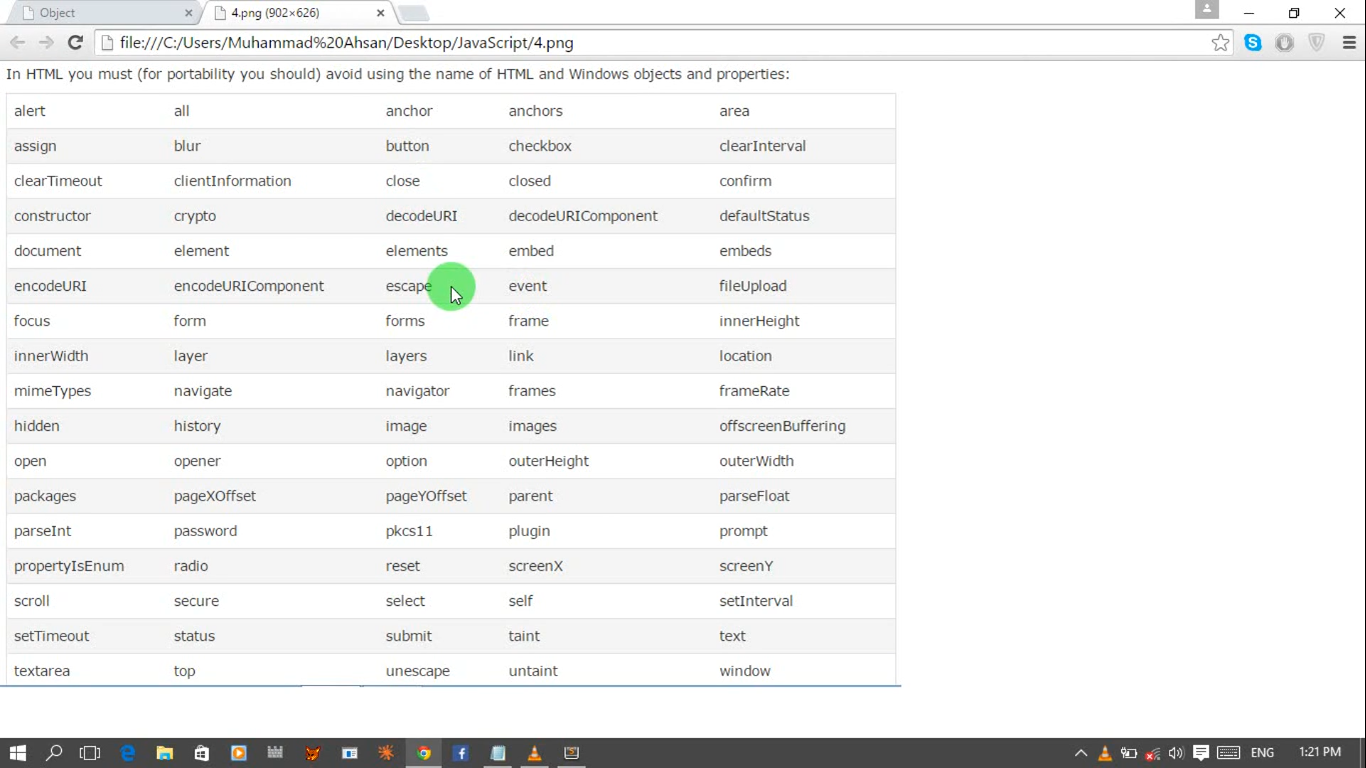 Object
4.png (902×626)
file:///C:/Users/Muhammad%20Ahsan/Desktop/JavaScript/4.png
In HTML you must (for portability you should) avoid using the name of HTML and Windows objects and properties:
alert all anchor anchors area
assign blur button checkbox clearInterval
clearTimeout clientInformation close closed confirm
constructor crypto decodeURI decodeURIComponent defaultStatus
document element elements embed embeds
encodeURI encodeURIComponent escape event fileUpload
focus form forms frame innerHeight
innerWidth layer layers link location
mimeTypes navigate navigator frames frameRate
hidden history image images offscreenBuffering
open opener option outerHeight outerWidth
packages pageXOffset pageYOffset parent parseFloat
parseInt password pkcs11 plugin prompt
propertyIsEnum radio reset screenX screenY
scroll secure select self setInterval
setTimeout status submit taint text
textarea top unescape untaint window
ENG 1:21 PM